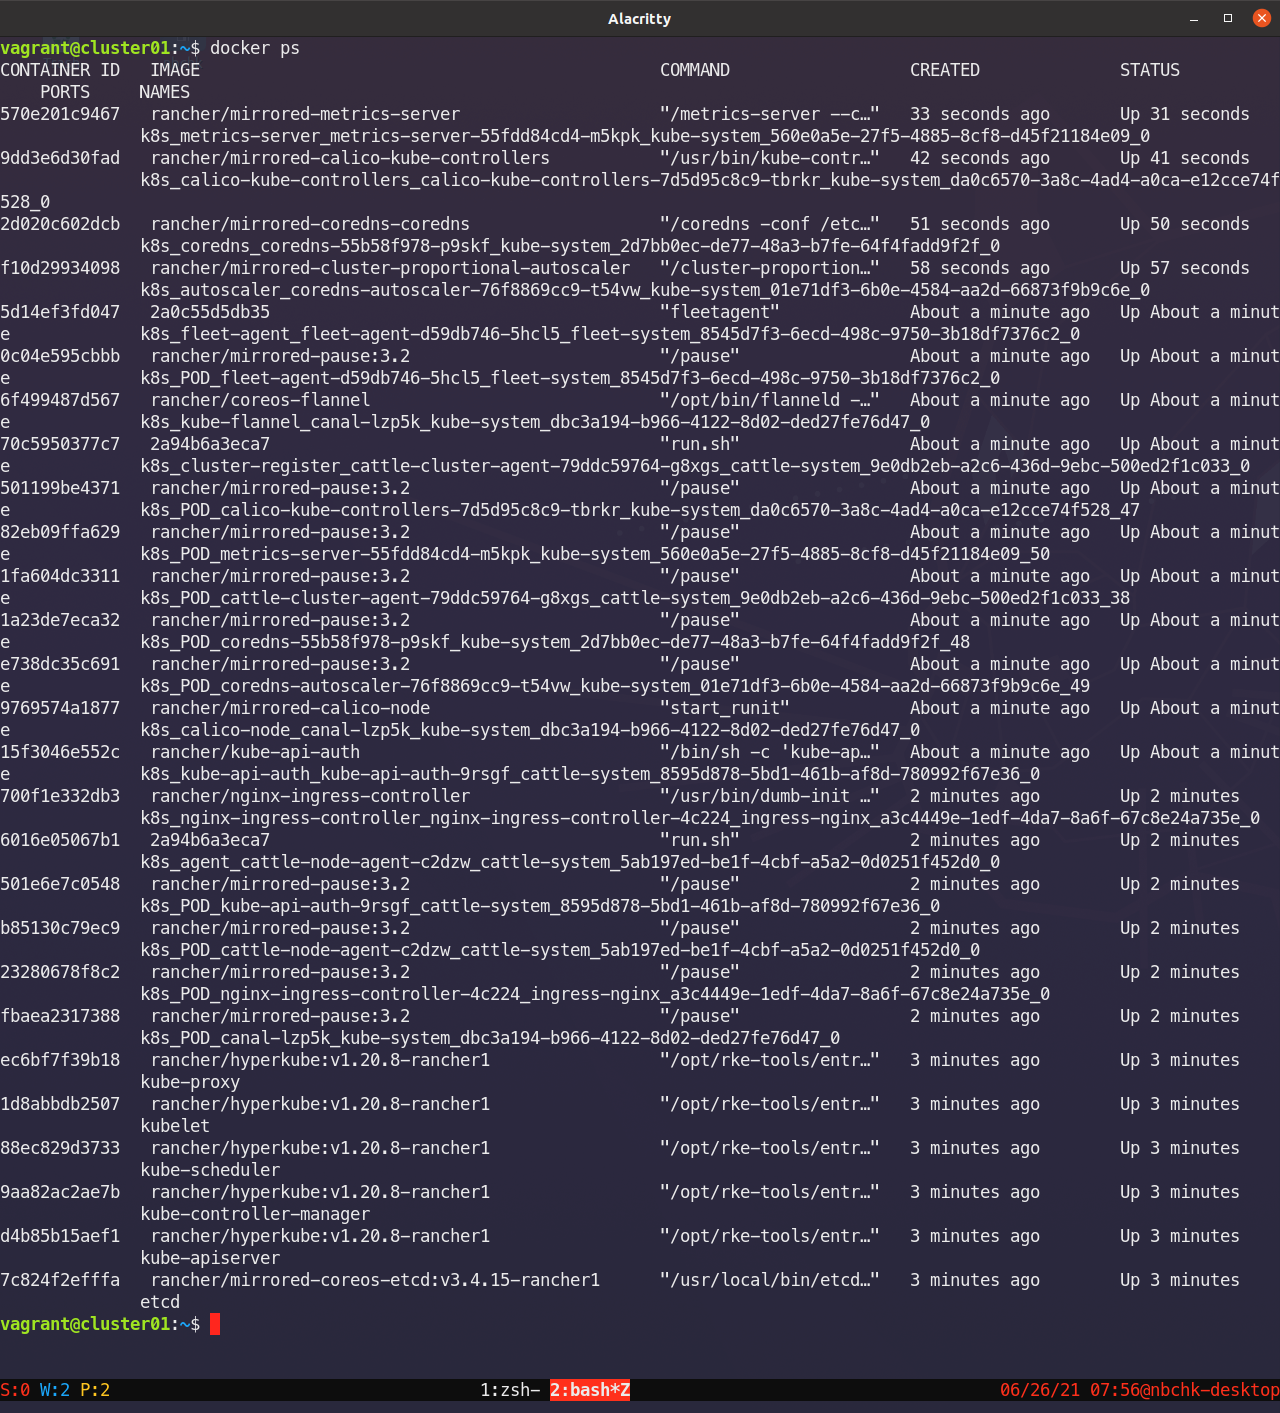 Alacritty
vagrant@cluster01:~$ docker ps
CONTAINER ID   IMAGE                                              COMMAND                  CREATED              STATUS
    PORTS     NAMES
570e201c9467   rancher/mirrored-metrics-server                    "/metrics-server --c…"   33 seconds ago       Up 31 seconds
              k8s_metrics-server_metrics-server-55fdd84cd4-m5kpk_kube-system_560e0a5e-27f5-4885-8cf8-d45f21184e09_0
9dd3e6d30fad   rancher/mirrored-calico-kube-controllers           "/usr/bin/kube-contr…"   42 seconds ago       Up 41 seconds
              k8s_calico-kube-controllers_calico-kube-controllers-7d5d95c8c9-tbrkr_kube-system_da0c6570-3a8c-4ad4-a0ca-e12cce74f
528_0
2d020c602dcb   rancher/mirrored-coredns-coredns                   "/coredns -conf /etc…"   51 seconds ago       Up 50 seconds
              k8s_coredns_coredns-55b58f978-p9skf_kube-system_2d7bb0ec-de77-48a3-b7fe-64f4fadd9f2f_0
f10d29934098   rancher/mirrored-cluster-proportional-autoscaler   "/cluster-proportion…"   58 seconds ago       Up 57 seconds
              k8s_autoscaler_coredns-autoscaler-76f8869cc9-t54vw_kube-system_01e71df3-6b0e-4584-aa2d-66873f9b9c6e_0
5d14ef3fd047   2a0c55d5db35                                       "fleetagent"             About a minute ago   Up About a minut
e             k8s_fleet-agent_fleet-agent-d59db746-5hcl5_fleet-system_8545d7f3-6ecd-498c-9750-3b18df7376c2_0
0c04e595cbbb   rancher/mirrored-pause:3.2                         "/pause"                 About a minute ago   Up About a minut
e             k8s_POD_fleet-agent-d59db746-5hcl5_fleet-system_8545d7f3-6ecd-498c-9750-3b18df7376c2_0
6f499487d567   rancher/coreos-flannel                             "/opt/bin/flanneld -…"   About a minute ago   Up About a minut
e             k8s_kube-flannel_canal-lzp5k_kube-system_dbc3a194-b966-4122-8d02-ded27fe76d47_0
70c5950377c7   2a94b6a3eca7                                       "run.sh"                 About a minute ago   Up About a minut
e             k8s_cluster-register_cattle-cluster-agent-79ddc59764-g8xgs_cattle-system_9e0db2eb-a2c6-436d-9ebc-500ed2f1c033_0
501199be4371   rancher/mirrored-pause:3.2                         "/pause"                 About a minute ago   Up About a minut
e             k8s_POD_calico-kube-controllers-7d5d95c8c9-tbrkr_kube-system_da0c6570-3a8c-4ad4-a0ca-e12cce74f528_47
82eb09ffa629   rancher/mirrored-pause:3.2                         "/pause"                 About a minute ago   Up About a minut
e             k8s_POD_metrics-server-55fdd84cd4-m5kpk_kube-system_560e0a5e-27f5-4885-8cf8-d45f21184e09_50
1fa604dc3311   rancher/mirrored-pause:3.2                         "/pause"                 About a minute ago   Up About a minut
e             k8s_POD_cattle-cluster-agent-79ddc59764-g8xgs_cattle-system_9e0db2eb-a2c6-436d-9ebc-500ed2f1c033_38
1a23de7eca32   rancher/mirrored-pause:3.2                         "/pause"                 About a minute ago   Up About a minut
e             k8s_POD_coredns-55b58f978-p9skf_kube-system_2d7bb0ec-de77-48a3-b7fe-64f4fadd9f2f_48
e738dc35c691   rancher/mirrored-pause:3.2                         "/pause"                 About a minute ago   Up About a minut
e             k8s_POD_coredns-autoscaler-76f8869cc9-t54vw_kube-system_01e71df3-6b0e-4584-aa2d-66873f9b9c6e_49
9769574a1877   rancher/mirrored-calico-node                       "start_runit"            About a minute ago   Up About a minut
e             k8s_calico-node_canal-lzp5k_kube-system_dbc3a194-b966-4122-8d02-ded27fe76d47_0
15f3046e552c   rancher/kube-api-auth                              "/bin/sh -c 'kube-ap…"   About a minute ago   Up About a minut
e             k8s_kube-api-auth_kube-api-auth-9rsgf_cattle-system_8595d878-5bd1-461b-af8d-780992f67e36_0
700f1e332db3   rancher/nginx-ingress-controller                   "/usr/bin/dumb-init …"   2 minutes ago        Up 2 minutes
              k8s_nginx-ingress-controller_nginx-ingress-controller-4c224_ingress-nginx_a3c4449e-1edf-4da7-8a6f-67c8e24a735e_0
6016e05067b1   2a94b6a3eca7                                       "run.sh"                 2 minutes ago        Up 2 minutes
              k8s_agent_cattle-node-agent-c2dzw_cattle-system_5ab197ed-be1f-4cbf-a5a2-0d0251f452d0_0
501e6e7c0548   rancher/mirrored-pause:3.2                         "/pause"                 2 minutes ago        Up 2 minutes
              k8s_POD_kube-api-auth-9rsgf_cattle-system_8595d878-5bd1-461b-af8d-780992f67e36_0
b85130c79ec9   rancher/mirrored-pause:3.2                         "/pause"                 2 minutes ago        Up 2 minutes
              k8s_POD_cattle-node-agent-c2dzw_cattle-system_5ab197ed-be1f-4cbf-a5a2-0d0251f452d0_0
23280678f8c2   rancher/mirrored-pause:3.2                         "/pause"                 2 minutes ago        Up 2 minutes
              k8s_POD_nginx-ingress-controller-4c224_ingress-nginx_a3c4449e-1edf-4da7-8a6f-67c8e24a735e_0
fbaea2317388   rancher/mirrored-pause:3.2                         "/pause"                 2 minutes ago        Up 2 minutes
              k8s_POD_canal-lzp5k_kube-system_dbc3a194-b966-4122-8d02-ded27fe76d47_0
ec6bf7f39b18   rancher/hyperkube:v1.20.8-rancher1                 "/opt/rke-tools/entr…"   3 minutes ago        Up 3 minutes
              kube-proxy
1d8abbdb2507   rancher/hyperkube:v1.20.8-rancher1                 "/opt/rke-tools/entr…"   3 minutes ago        Up 3 minutes
              kubelet
88ec829d3733   rancher/hyperkube:v1.20.8-rancher1                 "/opt/rke-tools/entr…"   3 minutes ago        Up 3 minutes
              kube-scheduler
9aa82ac2ae7b   rancher/hyperkube:v1.20.8-rancher1                 "/opt/rke-tools/entr…"   3 minutes ago        Up 3 minutes
              kube-controller-manager
d4b85b15aef1   rancher/hyperkube:v1.20.8-rancher1                 "/opt/rke-tools/entr…"   3 minutes ago        Up 3 minutes
              kube-apiserver
7c824f2efffa   rancher/mirrored-coreos-etcd:v3.4.15-rancher1      "/usr/local/bin/etcd…"   3 minutes ago        Up 3 minutes
              etcd
vagrant@cluster01:~$
S:0 W:2 P:2 1:zsh- 2:bash*Z 06/26/21 07:56@nbchk-desktop